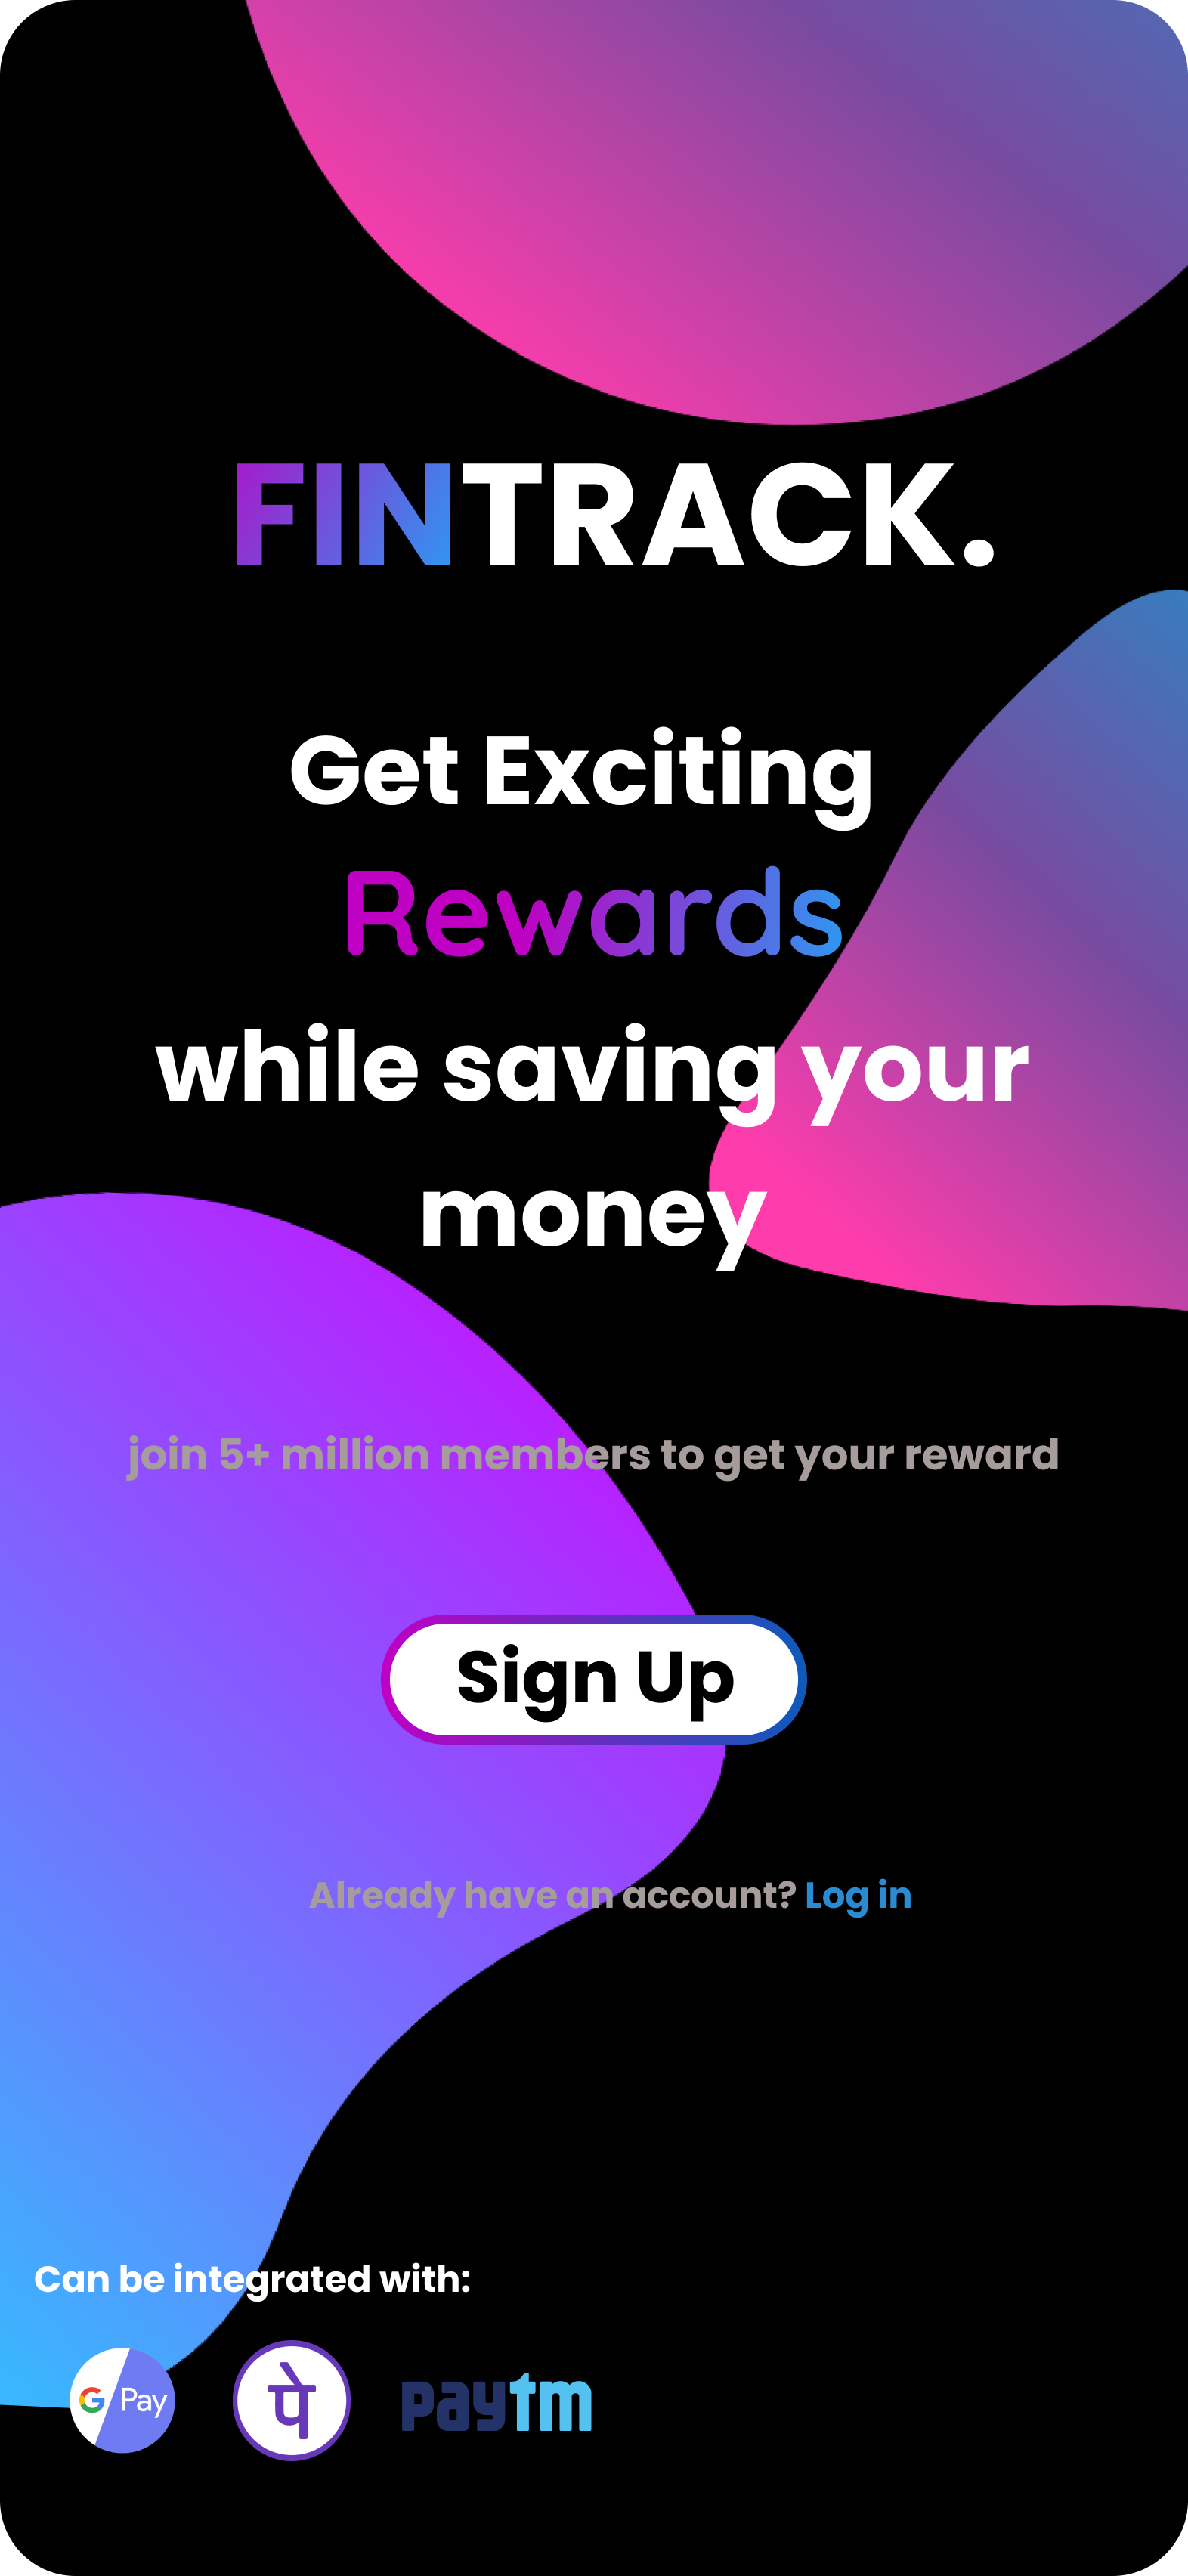 FINTRACK.
Get Exciting
Rewards
while saving your
money
join 5+ million members to get your reward
Sign Up
Already have an account? Log in
Can be integrated with:
G Pay पे paytm